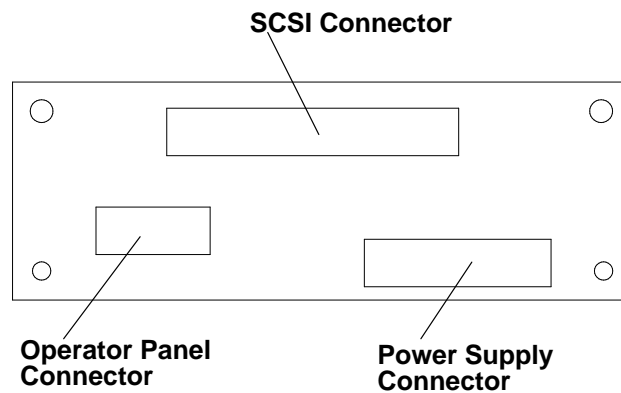 SCSI Connector
Operator Panel
Connector
Power Supply
Connector